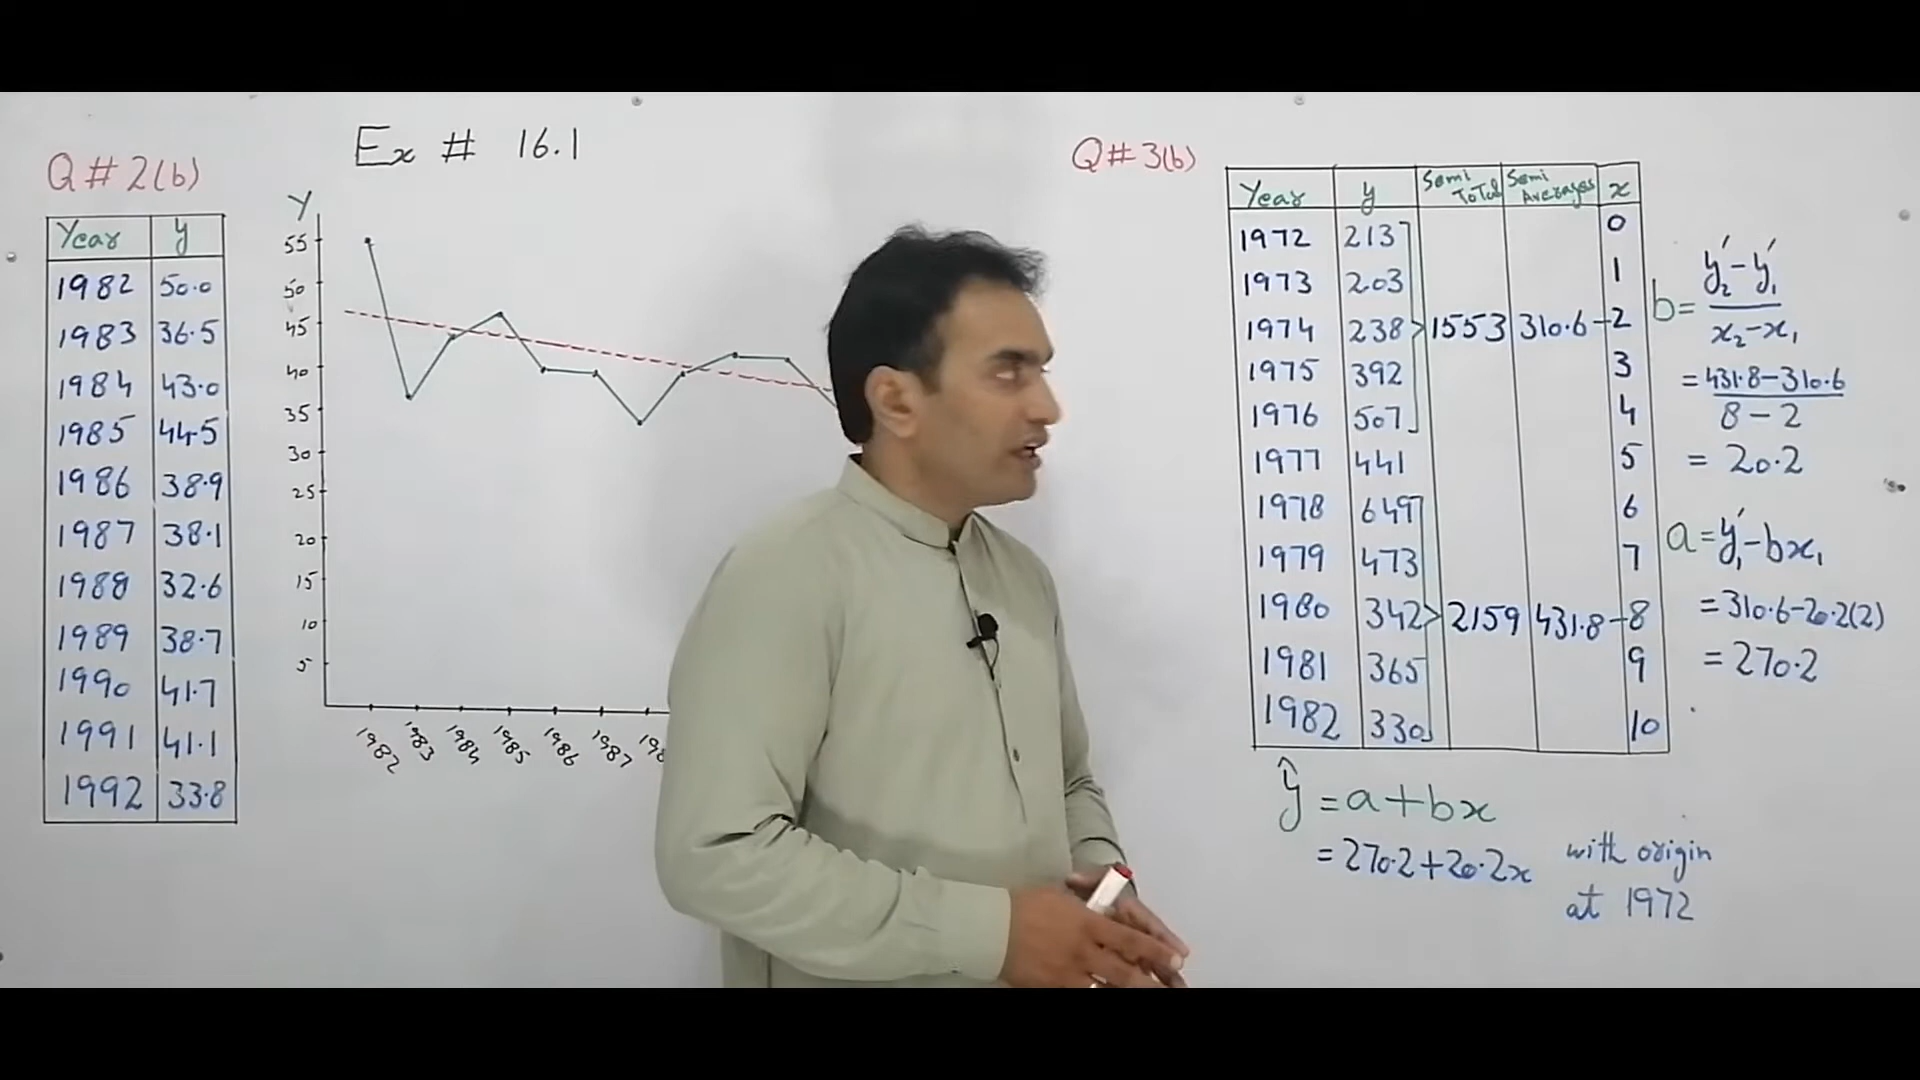 Ex # 16.1
Q # 2(b)
Year y
1982 50.0
1983 36.5
1984 43.0
1985 44.5
1986 38.9
1987 38.1
1988 32.6
1989 38.7
1990 41.7
1991 41.1
1992 33.8
Y
55
50
45
40
35
30
25
20
15
10
5
1982 1983 1984 1985 1986 1987 198
Q# 3(b)
Year y Semi Total Semi Averages x
1972 213 0
1973 203 1
1974 238 1553 310.6 2
1975 392 3
1976 507 4
1977 441 5
1978 649 6
1979 473 7
1980 342 2159 431.8 8
1981 365 9
1982 330 10
b = y₂' - y₁' / x₂ - x₁
= 431.8 - 310.6 / 8 - 2
= 20.2
a = y₁' - bx₁
= 310.6 - 20.2(2)
= 270.2
ŷ = a + bx
= 270.2 + 20.2x with origin
at 1972